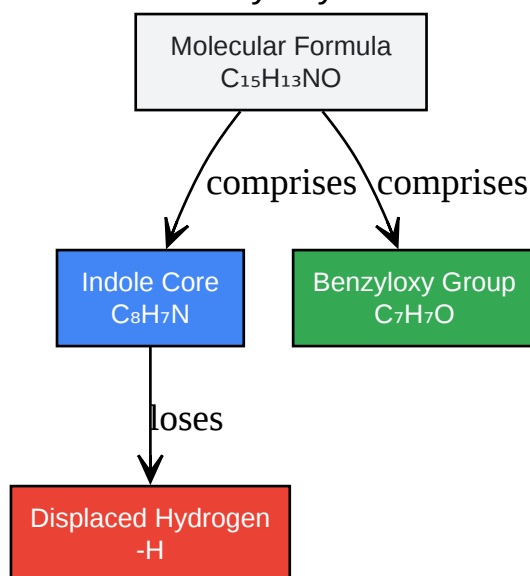 Molecular Formula
C₁₅H₁₃NO
comprises comprises
Indole Core
C₈H₇N
Benzyloxy Group
C₇H₇O
loses
Displaced Hydrogen
-H